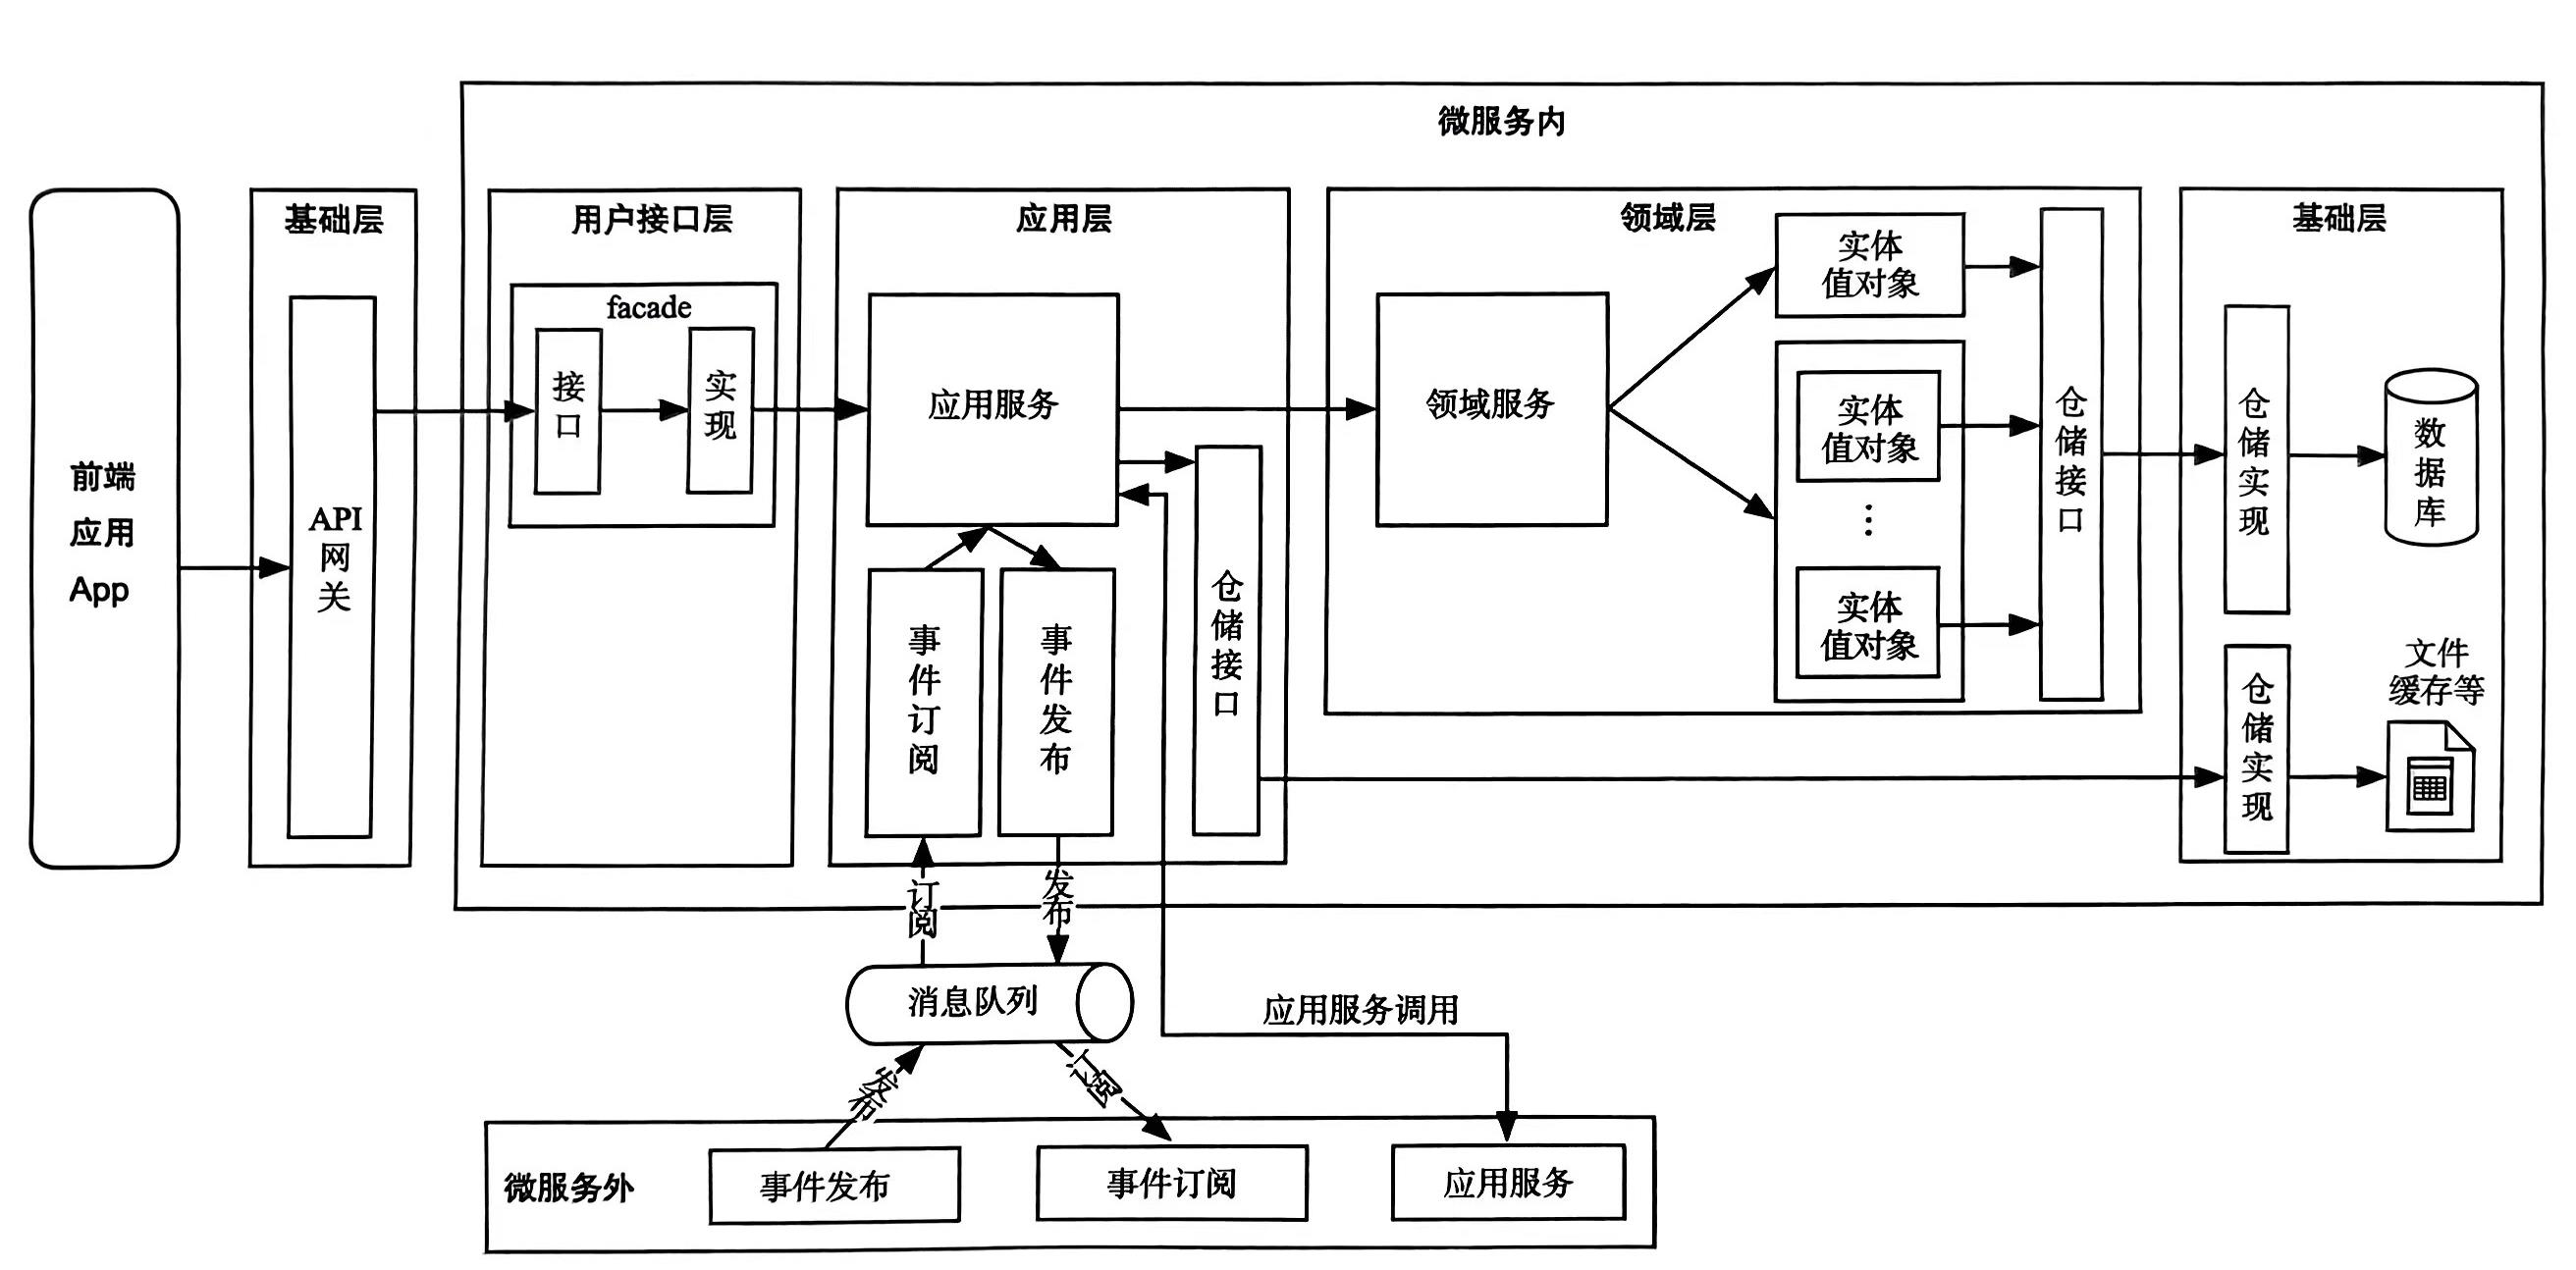 微服务内
前端
应用
App
基础层
API
网
关
用户接口层
facade
接
口
实
现
应用层
应用服务
事
件
订
阅
事
件
发
布
仓
储
接
口
领域层
领域服务
实体
值对象
实体
值对象
⋮
实体
值对象
仓
储
接
口
基础层
仓
储
实
现
数
据
库
仓
储
实
现
文件
缓存等
订
阅
发
布
消息队列
应用服务调用
发布
订阅
微服务外
事件发布
事件订阅
应用服务